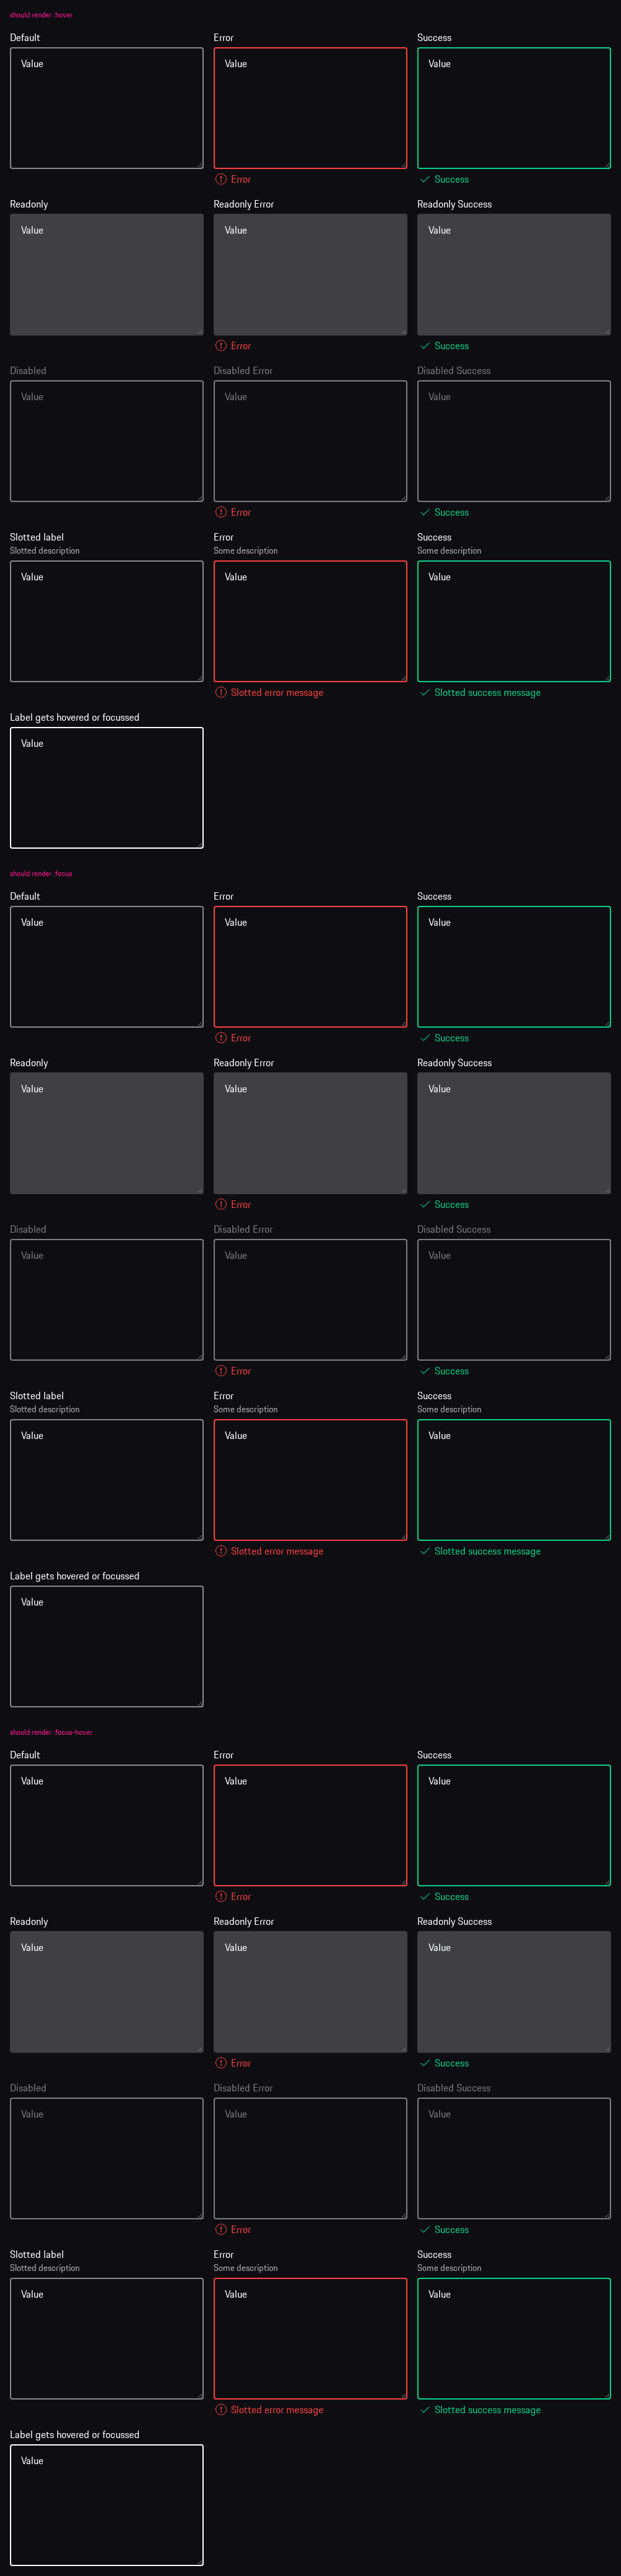 should render :hover
Default Error Success
Value Value Value
Error Success
Readonly Readonly Error Readonly Success
Value Value Value
Error Success
Disabled Disabled Error Disabled Success
Value Value Value
Error Success
Slotted label Error Success
Slotted description Some description Some description
Value Value Value
Slotted error message Slotted success message
Label gets hovered or focussed
Value
should render :focus
Default Error Success
Value Value Value
Error Success
Readonly Readonly Error Readonly Success
Value Value Value
Error Success
Disabled Disabled Error Disabled Success
Value Value Value
Error Success
Slotted label Error Success
Slotted description Some description Some description
Value Value Value
Slotted error message Slotted success message
Label gets hovered or focussed
Value
should render :focus-hover
Default Error Success
Value Value Value
Error Success
Readonly Readonly Error Readonly Success
Value Value Value
Error Success
Disabled Disabled Error Disabled Success
Value Value Value
Error Success
Slotted label Error Success
Slotted description Some description Some description
Value Value Value
Slotted error message Slotted success message
Label gets hovered or focussed
Value